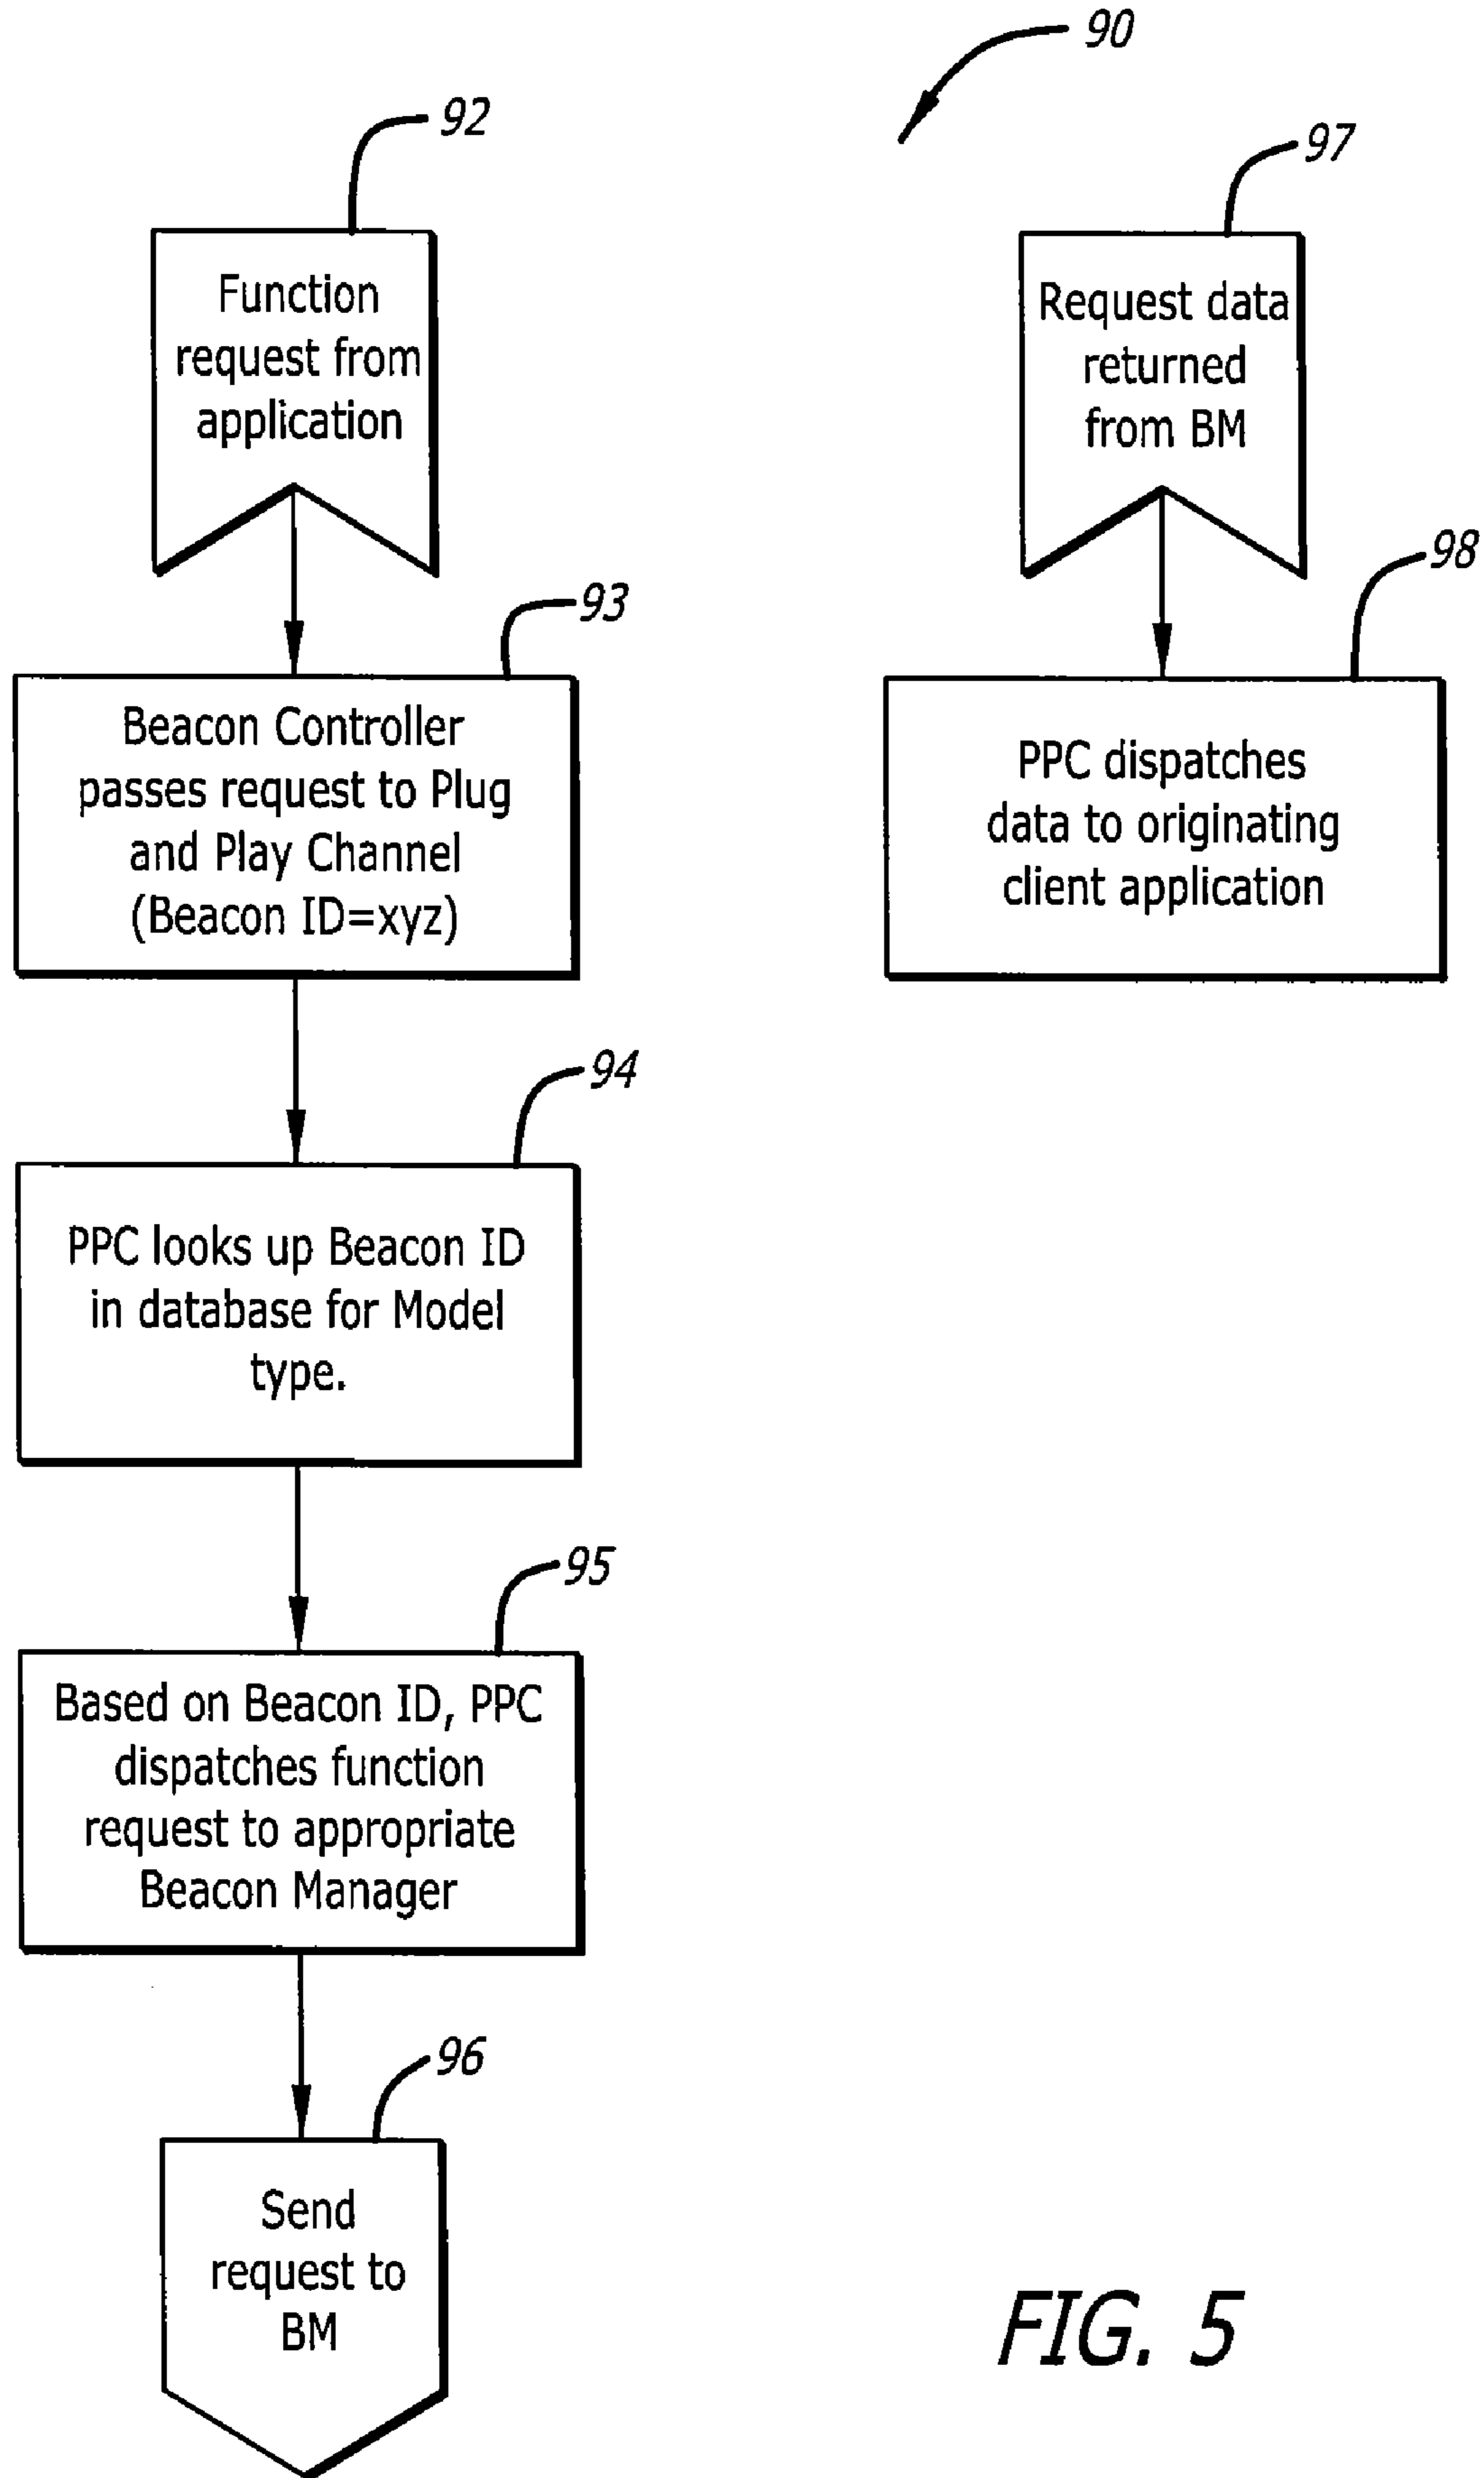 90
92
Function
request from
application
93
Beacon Controller
passes request to Plug
and Play Channel
(Beacon ID=xyz)
94
PPC looks up Beacon ID
in database for Model
type.
95
Based on Beacon ID, PPC
dispatches function
request to appropriate
Beacon Manager
96
Send
request to
BM
97
Request data
returned
from BM
98
PPC dispatches
data to originating
client application
FIG. 5